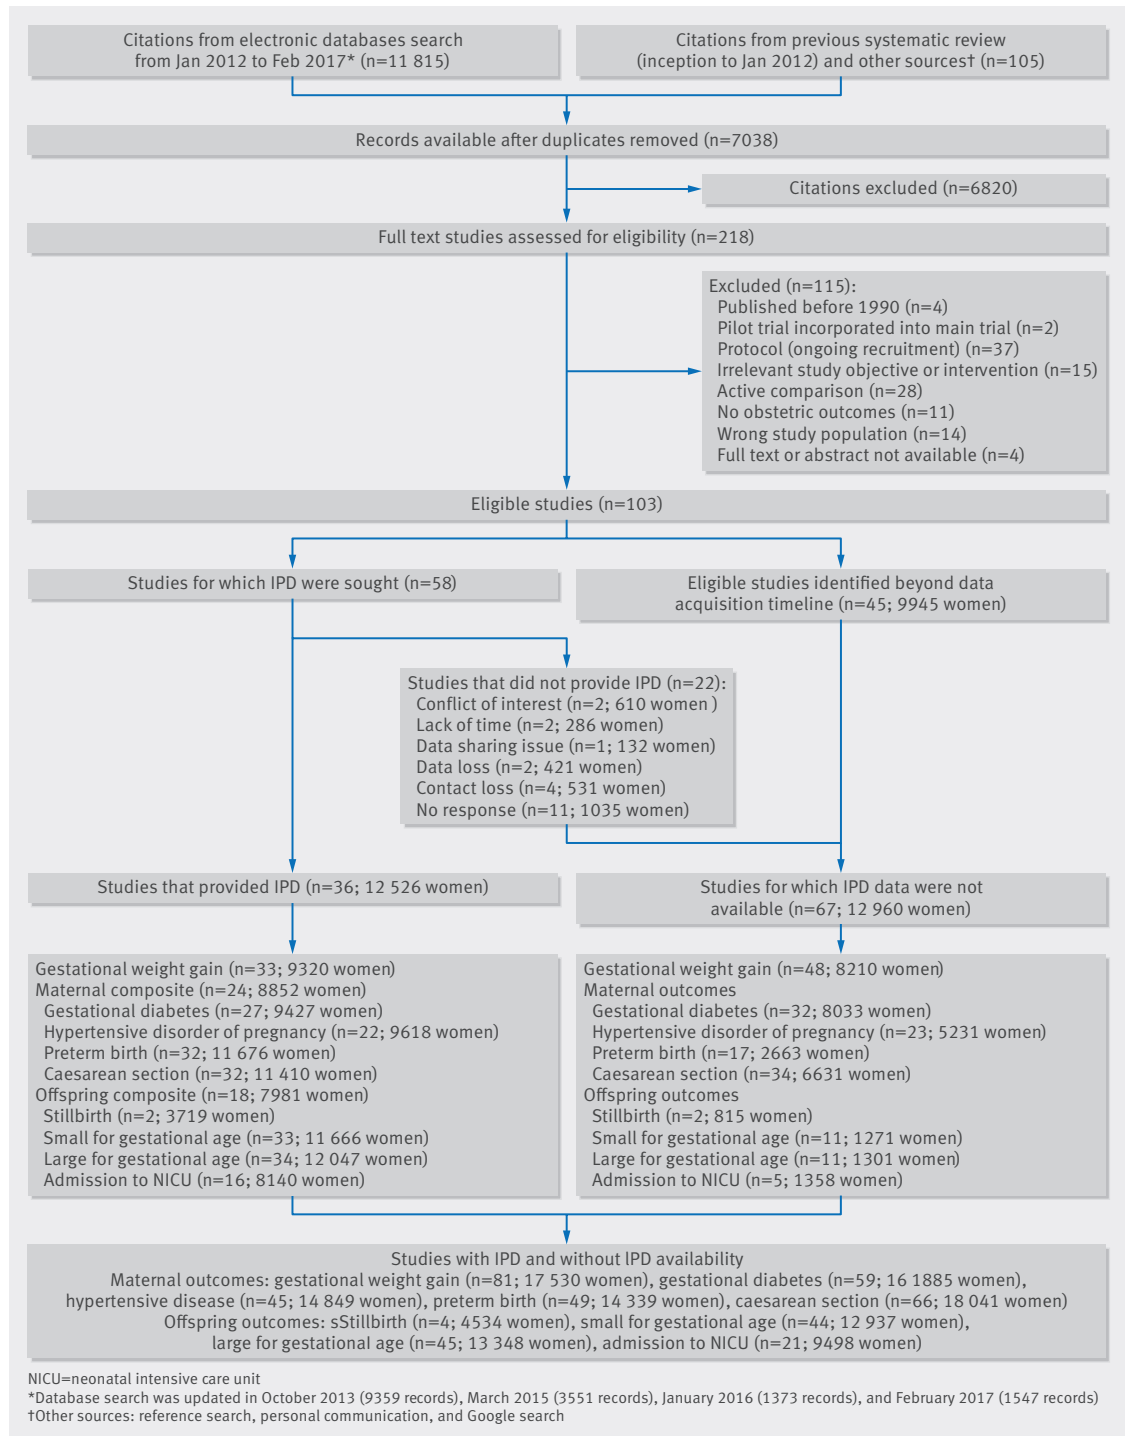 Citations from electronic databases search
from Jan 2012 to Feb 2017* (n=11 815)
Citations from previous systematic review
(inception to Jan 2012) and other sources† (n=105)
Records available after duplicates removed (n=7038)
Citations excluded (n=6820)
Full text studies assessed for eligibility (n=218)
Excluded (n=115):
Published before 1990 (n=4)
Pilot trial incorporated into main trial (n=2)
Protocol (ongoing recruitment) (n=37)
Irrelevant study objective or intervention (n=15)
Active comparison (n=28)
No obstetric outcomes (n=11)
Wrong study population (n=14)
Full text or abstract not available (n=4)
Eligible studies (n=103)
Studies for which IPD were sought (n=58)
Eligible studies identified beyond data
acquisition timeline (n=45; 9945 women)
Studies that did not provide IPD (n=22):
Conflict of interest (n=2; 610 women )
Lack of time (n=2; 286 women)
Data sharing issue (n=1; 132 women)
Data loss (n=2; 421 women)
Contact loss (n=4; 531 women)
No response (n=11; 1035 women)
Studies that provided IPD (n=36; 12 526 women)
Studies for which IPD data were not
available (n=67; 12 960 women)
Gestational weight gain (n=33; 9320 women)
Maternal composite (n=24; 8852 women)
Gestational diabetes (n=27; 9427 women)
Hypertensive disorder of pregnancy (n=22; 9618 women)
Preterm birth (n=32; 11 676 women)
Caesarean section (n=32; 11 410 women)
Offspring composite (n=18; 7981 women)
Stillbirth (n=2; 3719 women)
Small for gestational age (n=33; 11 666 women)
Large for gestational age (n=34; 12 047 women)
Admission to NICU (n=16; 8140 women)
Gestational weight gain (n=48; 8210 women)
Maternal outcomes
Gestational diabetes (n=32; 8033 women)
Hypertensive disorder of pregnancy (n=23; 5231 women)
Preterm birth (n=17; 2663 women)
Caesarean section (n=34; 6631 women)
Offspring outcomes
Stillbirth (n=2; 815 women)
Small for gestational age (n=11; 1271 women)
Large for gestational age (n=11; 1301 women)
Admission to NICU (n=5; 1358 women)
Studies with IPD and without IPD availability
Maternal outcomes: gestational weight gain (n=81; 17 530 women), gestational diabetes (n=59; 16 1885 women),
hypertensive disease (n=45; 14 849 women), preterm birth (n=49; 14 339 women), caesarean section (n=66; 18 041 women)
Offspring outcomes: sStillbirth (n=4; 4534 women), small for gestational age (n=44; 12 937 women),
large for gestational age (n=45; 13 348 women), admission to NICU (n=21; 9498 women)
NICU=neonatal intensive care unit
*Database search was updated in October 2013 (9359 records), March 2015 (3551 records), January 2016 (1373 records), and February 2017 (1547 records)
†Other sources: reference search, personal communication, and Google search